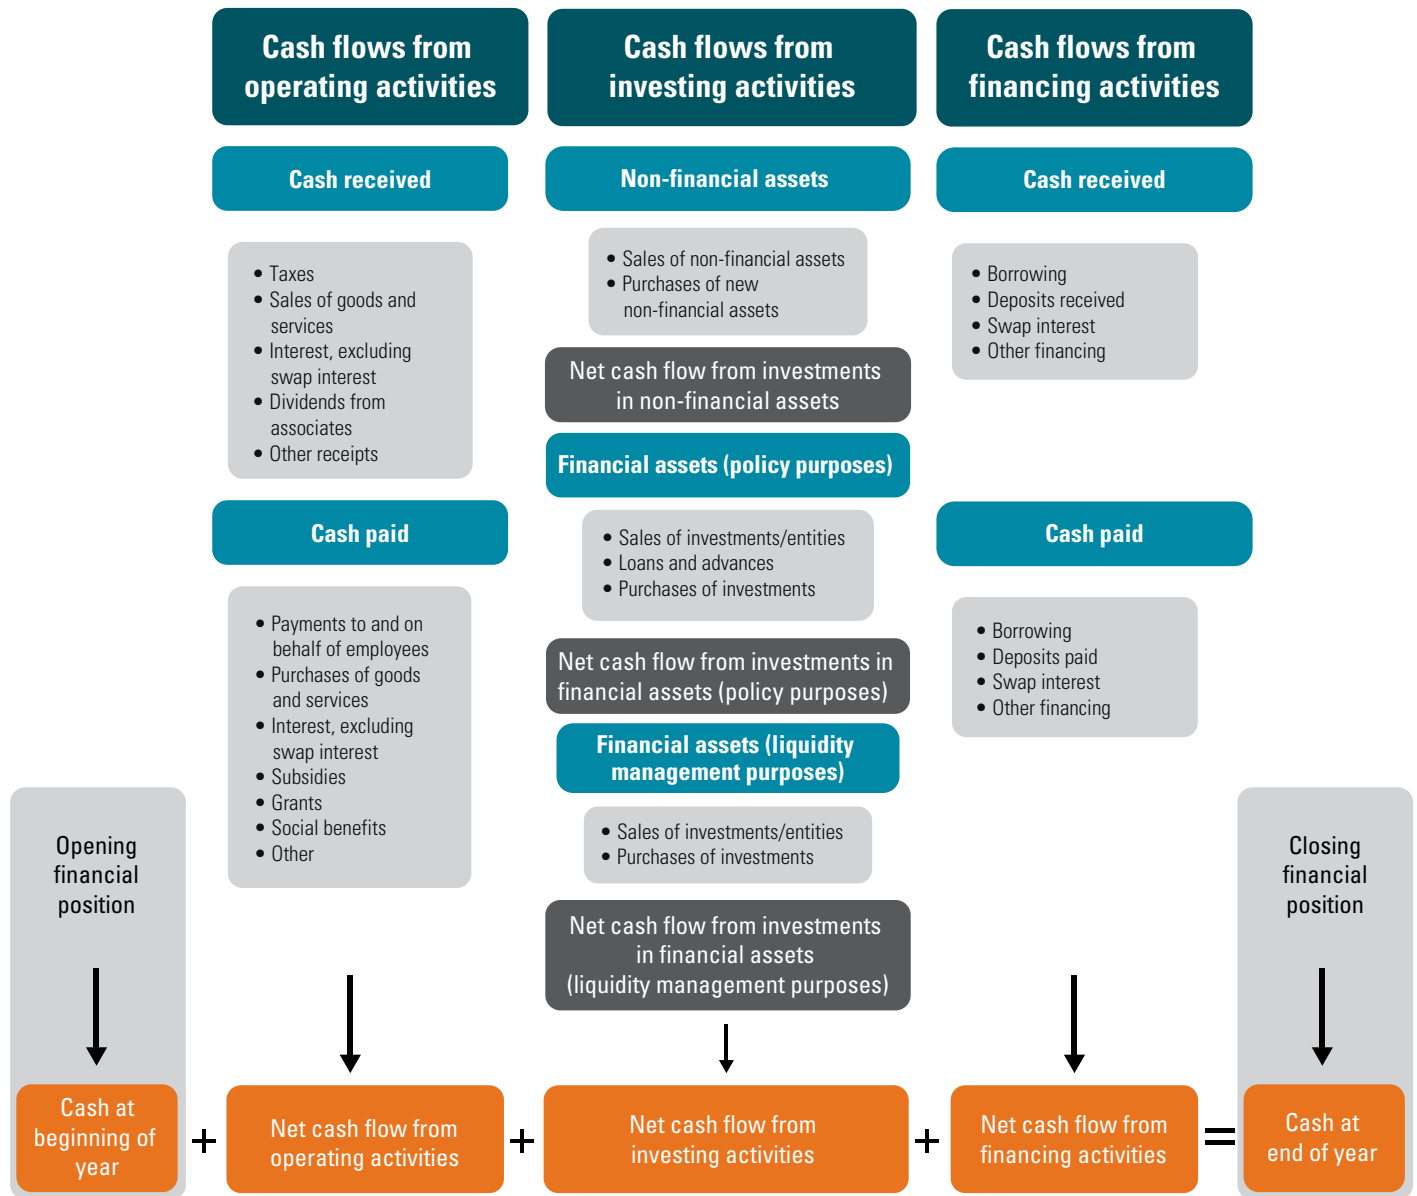 Cash flows from
operating activities
Cash received
• Taxes
• Sales of goods and
services
• Interest, excluding
swap interest
• Dividends from
associates
• Other receipts
Cash paid
• Payments to and on
behalf of employees
• Purchases of goods
and services
• Interest, excluding
swap interest
• Subsidies
• Grants
• Social benefits
• Other
Cash flows from
investing activities
Non-financial assets
• Sales of non-financial assets
• Purchases of new
non-financial assets
Net cash flow from investments
in non-financial assets
Financial assets (policy purposes)
• Sales of investments/entities
• Loans and advances
• Purchases of investments
Net cash flow from investments in
financial assets (policy purposes)
Financial assets (liquidity
management purposes)
• Sales of investments/entities
• Purchases of investments
Net cash flow from investments
in financial assets
(liquidity management purposes)
Cash flows from
financing activities
Cash received
• Borrowing
• Deposits received
• Swap interest
• Other financing
Cash paid
• Borrowing
• Deposits paid
• Swap interest
• Other financing
Opening
financial
position
Closing
financial
position
Cash at
beginning of
year
+
Net cash flow from
operating activities
+
Net cash flow from
investing activities
+
Net cash flow from
financing activities
=
Cash at
end of year